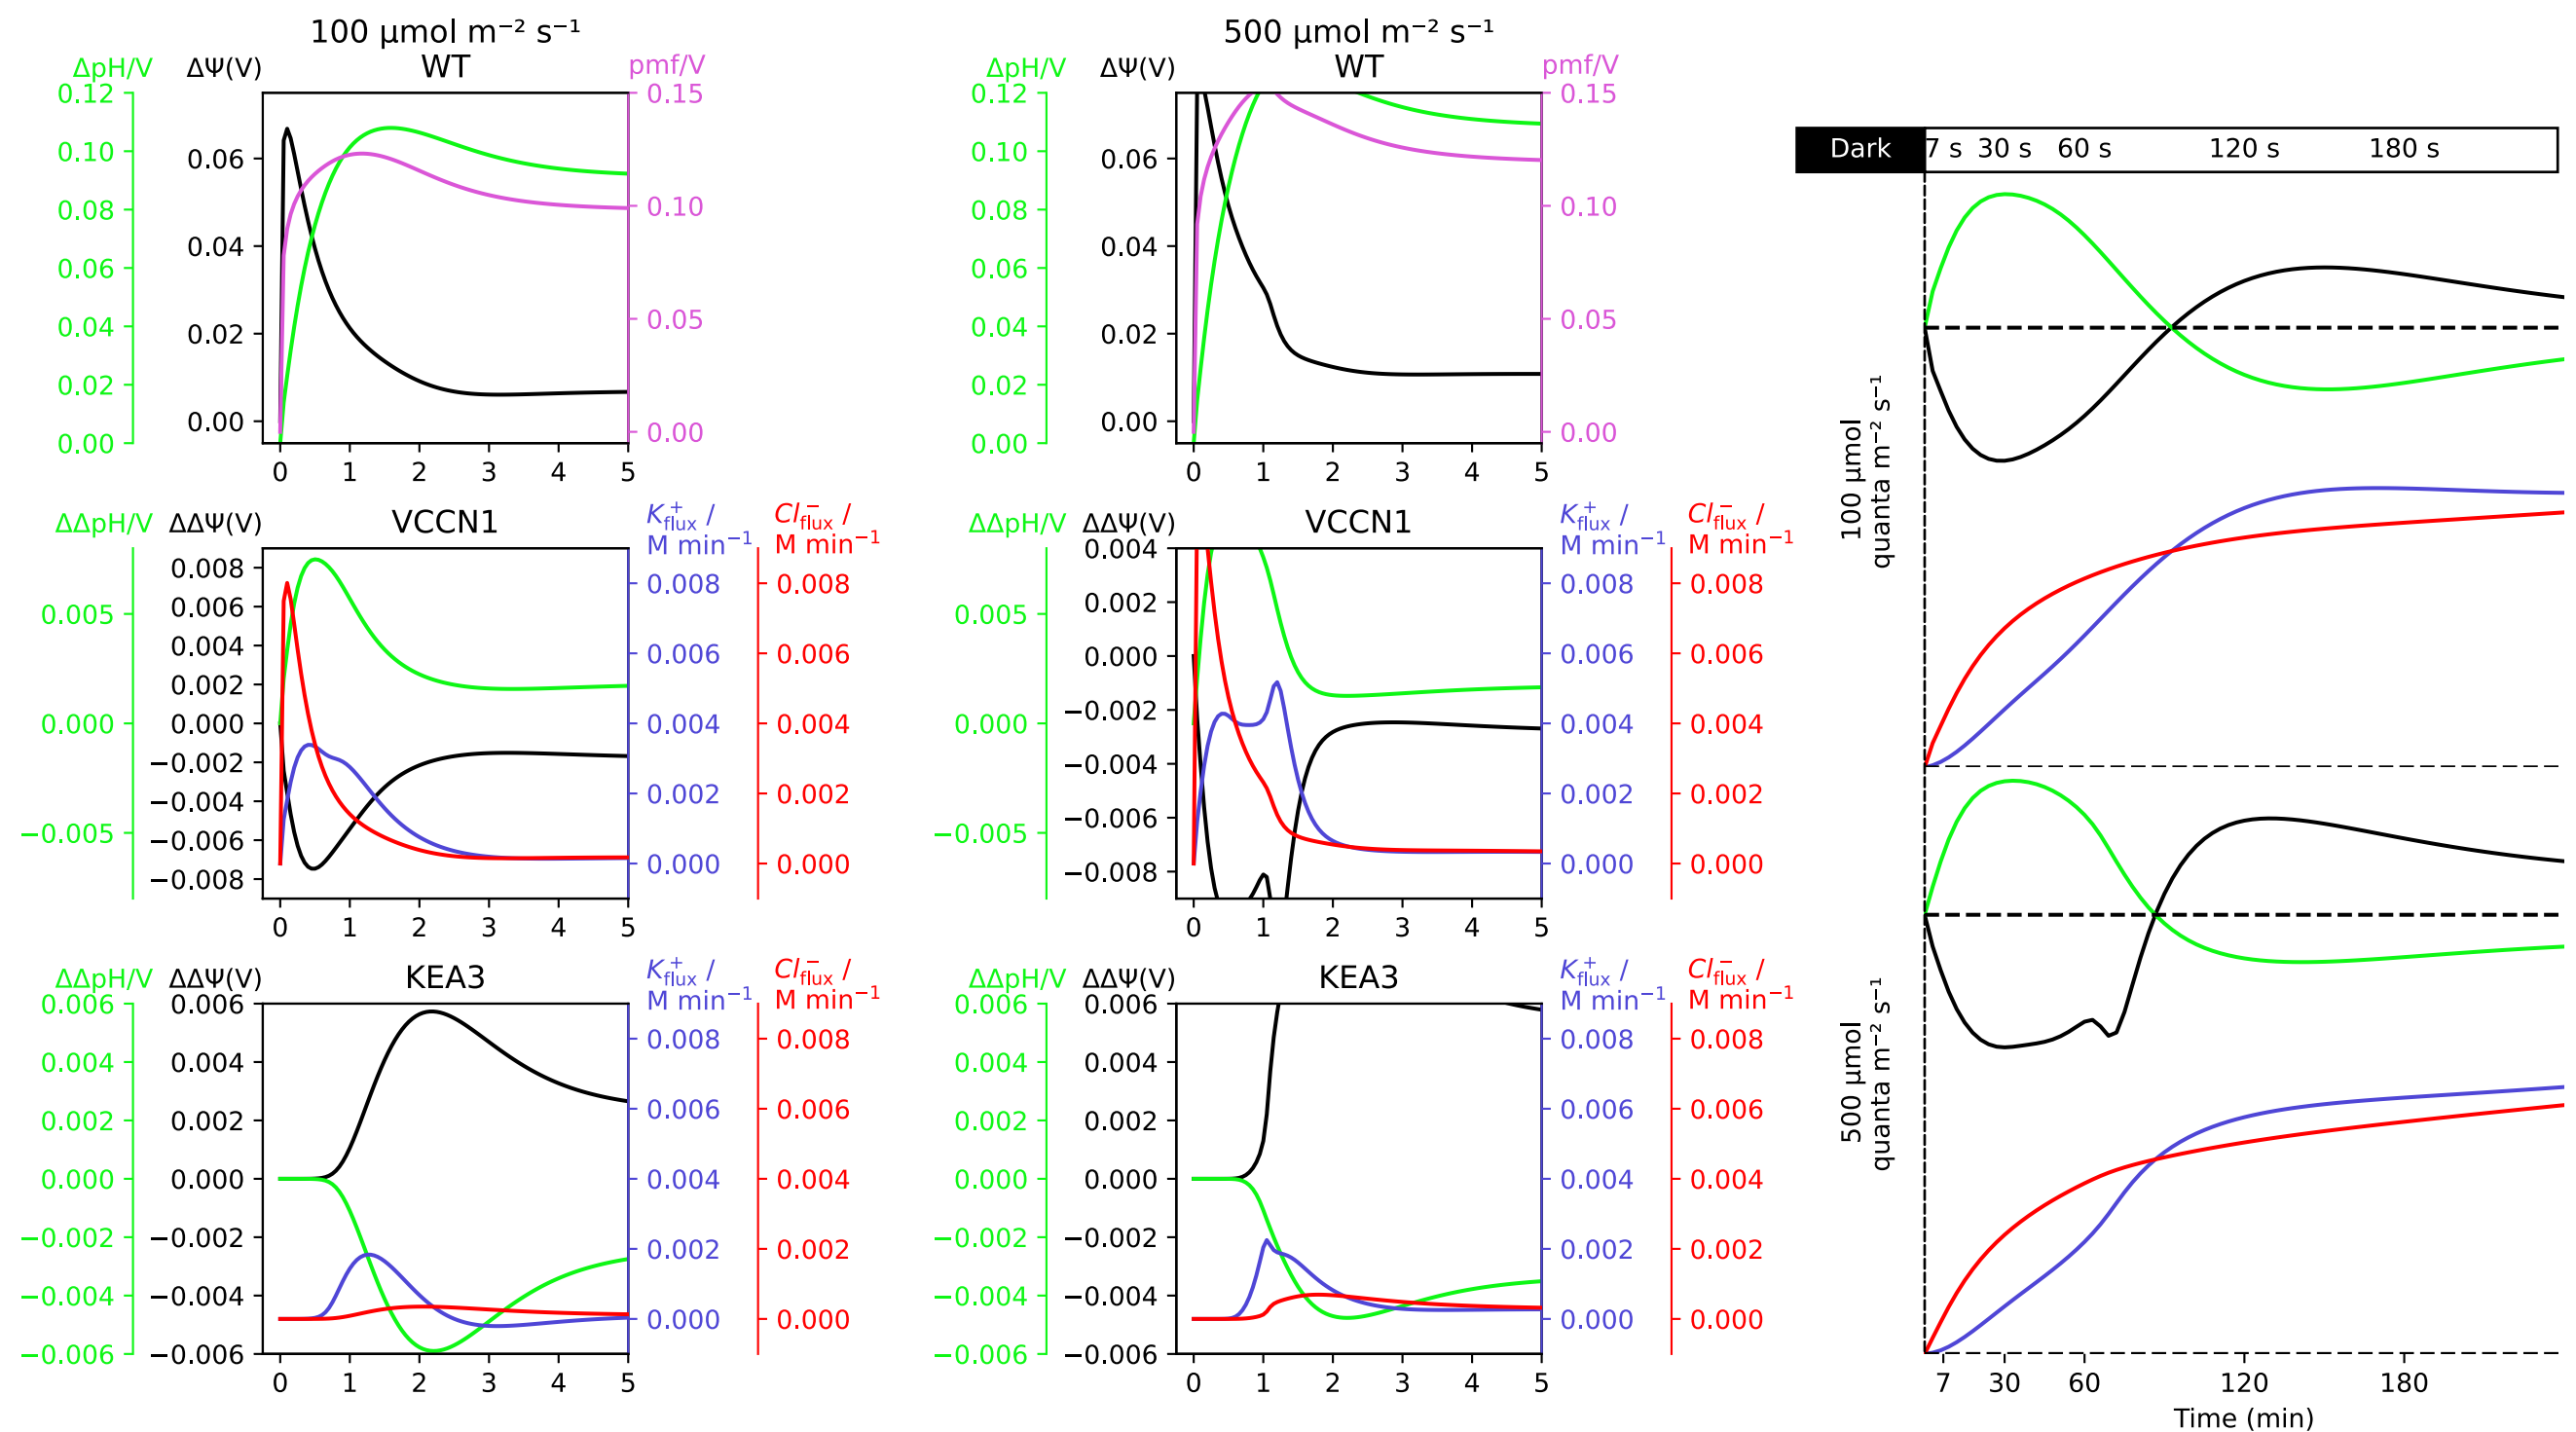 100 μmol m⁻² s⁻¹
WT
ΔpH/V
ΔΨ(V)
pmf/V
0.12
0.10
0.08
0.06
0.04
0.02
0.00
0.06
0.04
0.02
0.00
0.15
0.10
0.05
0.00
0 1 2 3 4 5
500 μmol m⁻² s⁻¹
WT
ΔpH/V
ΔΨ(V)
pmf/V
0.12
0.10
0.08
0.06
0.04
0.02
0.00
0.06
0.04
0.02
0.00
0.15
0.10
0.05
0.00
0 1 2 3 4 5
VCCN1
ΔΔpH/V
ΔΔΨ(V)
K⁺flux /
M min⁻¹
Cl⁻flux /
M min⁻¹
0.005
0.000
−0.005
0.008
0.006
0.004
0.002
0.000
−0.002
−0.004
−0.006
−0.008
0.008
0.006
0.004
0.002
0.000
0.008
0.006
0.004
0.002
0.000
0 1 2 3 4 5
VCCN1
ΔΔpH/V
ΔΔΨ(V)
K⁺flux /
M min⁻¹
Cl⁻flux /
M min⁻¹
0.005
0.000
−0.005
0.004
0.002
0.000
−0.002
−0.004
−0.006
−0.008
0.008
0.006
0.004
0.002
0.000
0.008
0.006
0.004
0.002
0.000
0 1 2 3 4 5
KEA3
ΔΔpH/V
ΔΔΨ(V)
K⁺flux /
M min⁻¹
Cl⁻flux /
M min⁻¹
0.006
0.004
0.002
0.000
−0.002
−0.004
−0.006
0.006
0.004
0.002
0.000
−0.002
−0.004
−0.006
0.008
0.006
0.004
0.002
0.000
0.008
0.006
0.004
0.002
0.000
0 1 2 3 4 5
KEA3
ΔΔpH/V
ΔΔΨ(V)
K⁺flux /
M min⁻¹
Cl⁻flux /
M min⁻¹
0.006
0.004
0.002
0.000
−0.002
−0.004
−0.006
0.006
0.004
0.002
0.000
−0.002
−0.004
−0.006
0.008
0.006
0.004
0.002
0.000
0.008
0.006
0.004
0.002
0.000
0 1 2 3 4 5
Dark 7 s 30 s 60 s 120 s 180 s
100 μmol
quanta m⁻² s⁻¹
500 μmol
quanta m⁻² s⁻¹
7 30 60 120 180
Time (min)